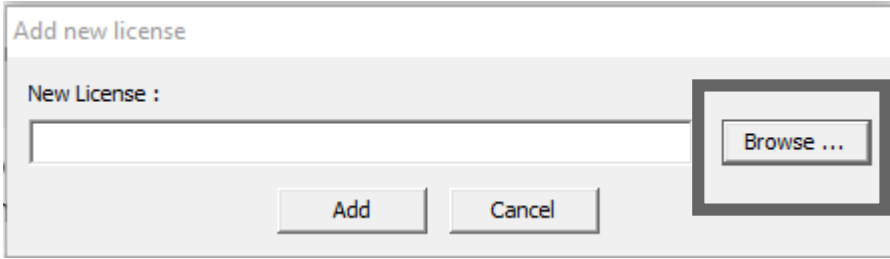 Add new license
New License :
Browse ...
Add
Cancel